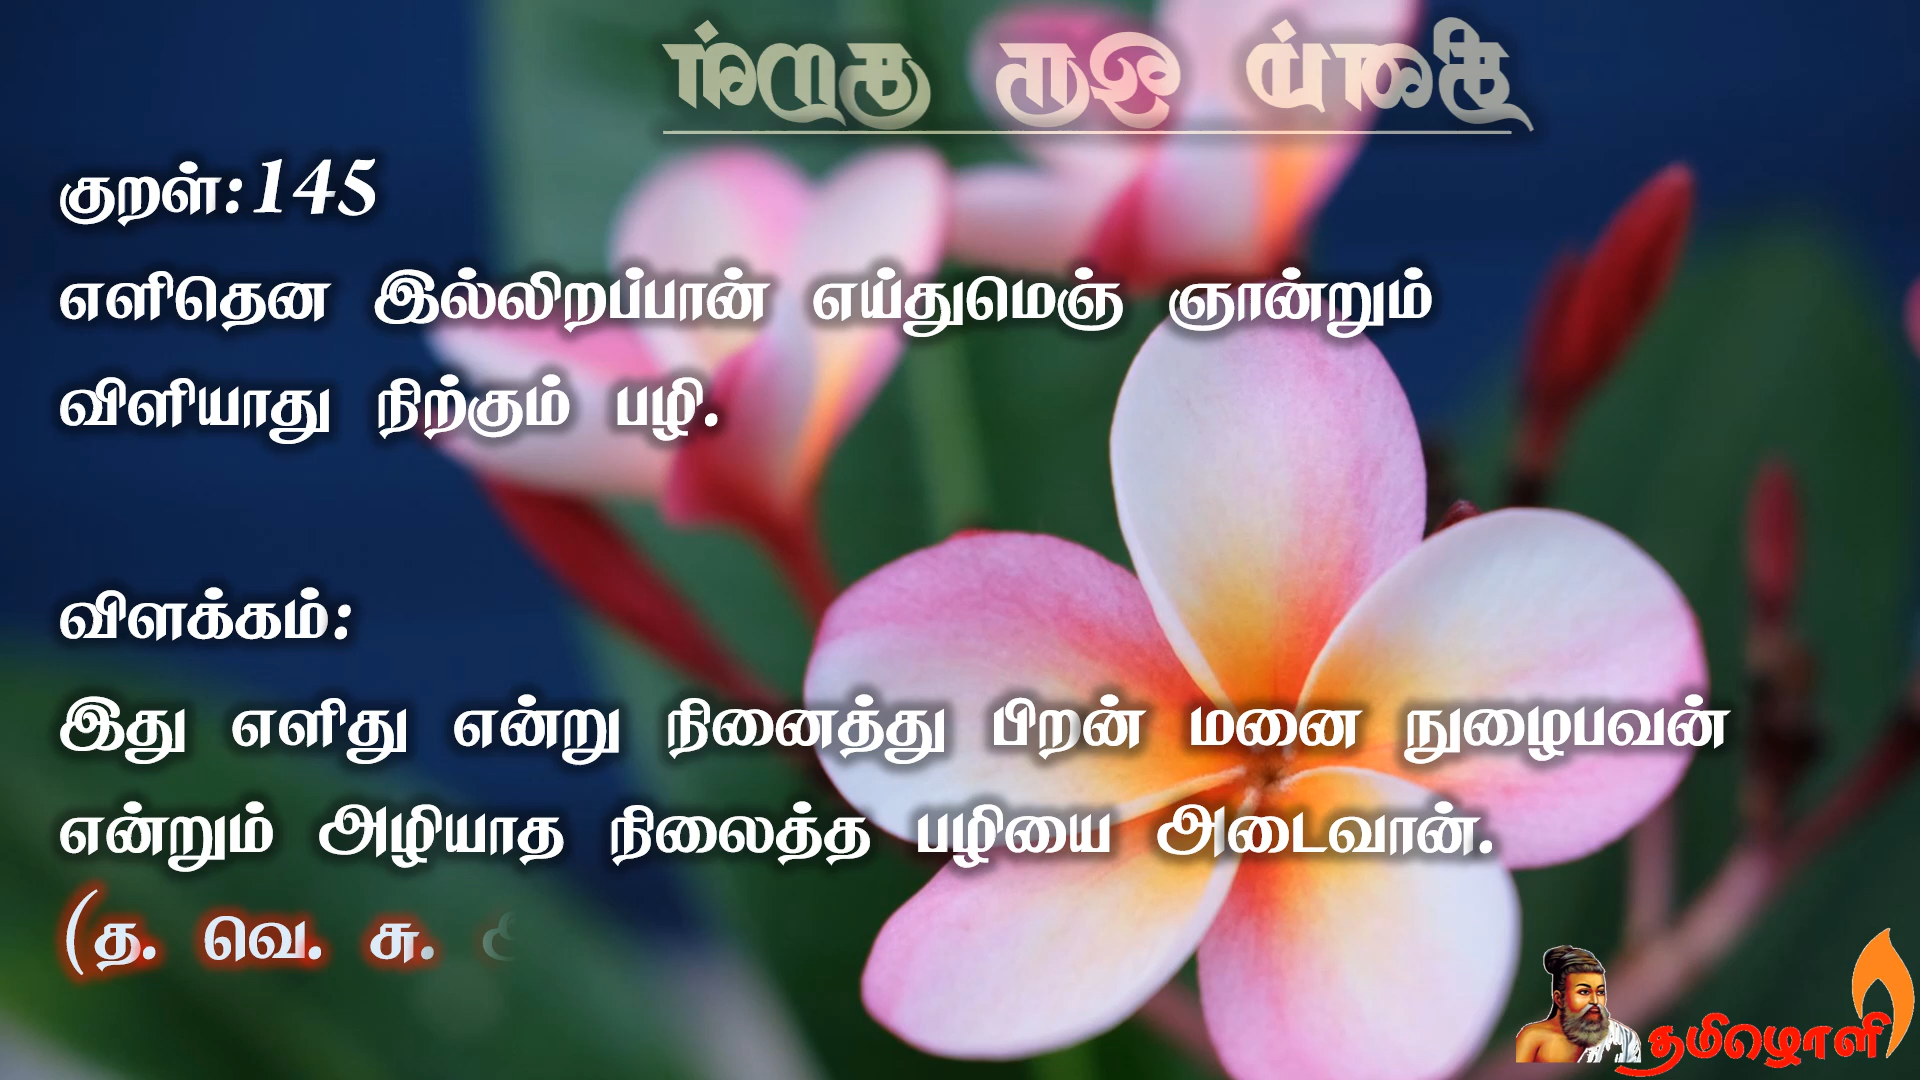 குறள்:145
எளிதென இல்லிறப்பான் எய்துமெஞ் ஞான்றும்
விளியாது நிற்கும் பழி.
விளக்கம்:
இது எளிது என்று நினைத்து பிறன் மனை நுழைபவன்
என்றும் அழியாத நிலைத்த பழியை அடைவான்.
(த. வெ. சு.
தமிழொளி